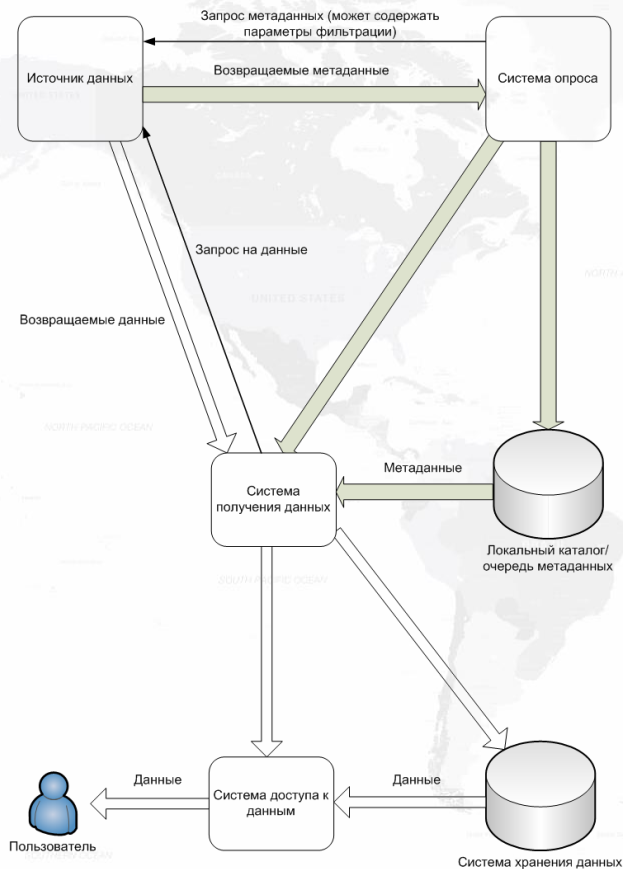 Запрос метаданных (может содержать
параметры фильтрации)
Источник данных
Возвращаемые метаданные
Система опроса
Запрос на данные
UNITED STATES
Возвращаемые данные
NORTH PACIFIC OCEAN
Метаданные
Система
получения данных
Локальный каталог/
очередь метаданных
SOUTH PACIFIC OCEAN
Данные
Система доступа к
данным
Данные
Пользователь
Система хранения данных
SOUTHERN OCEAN